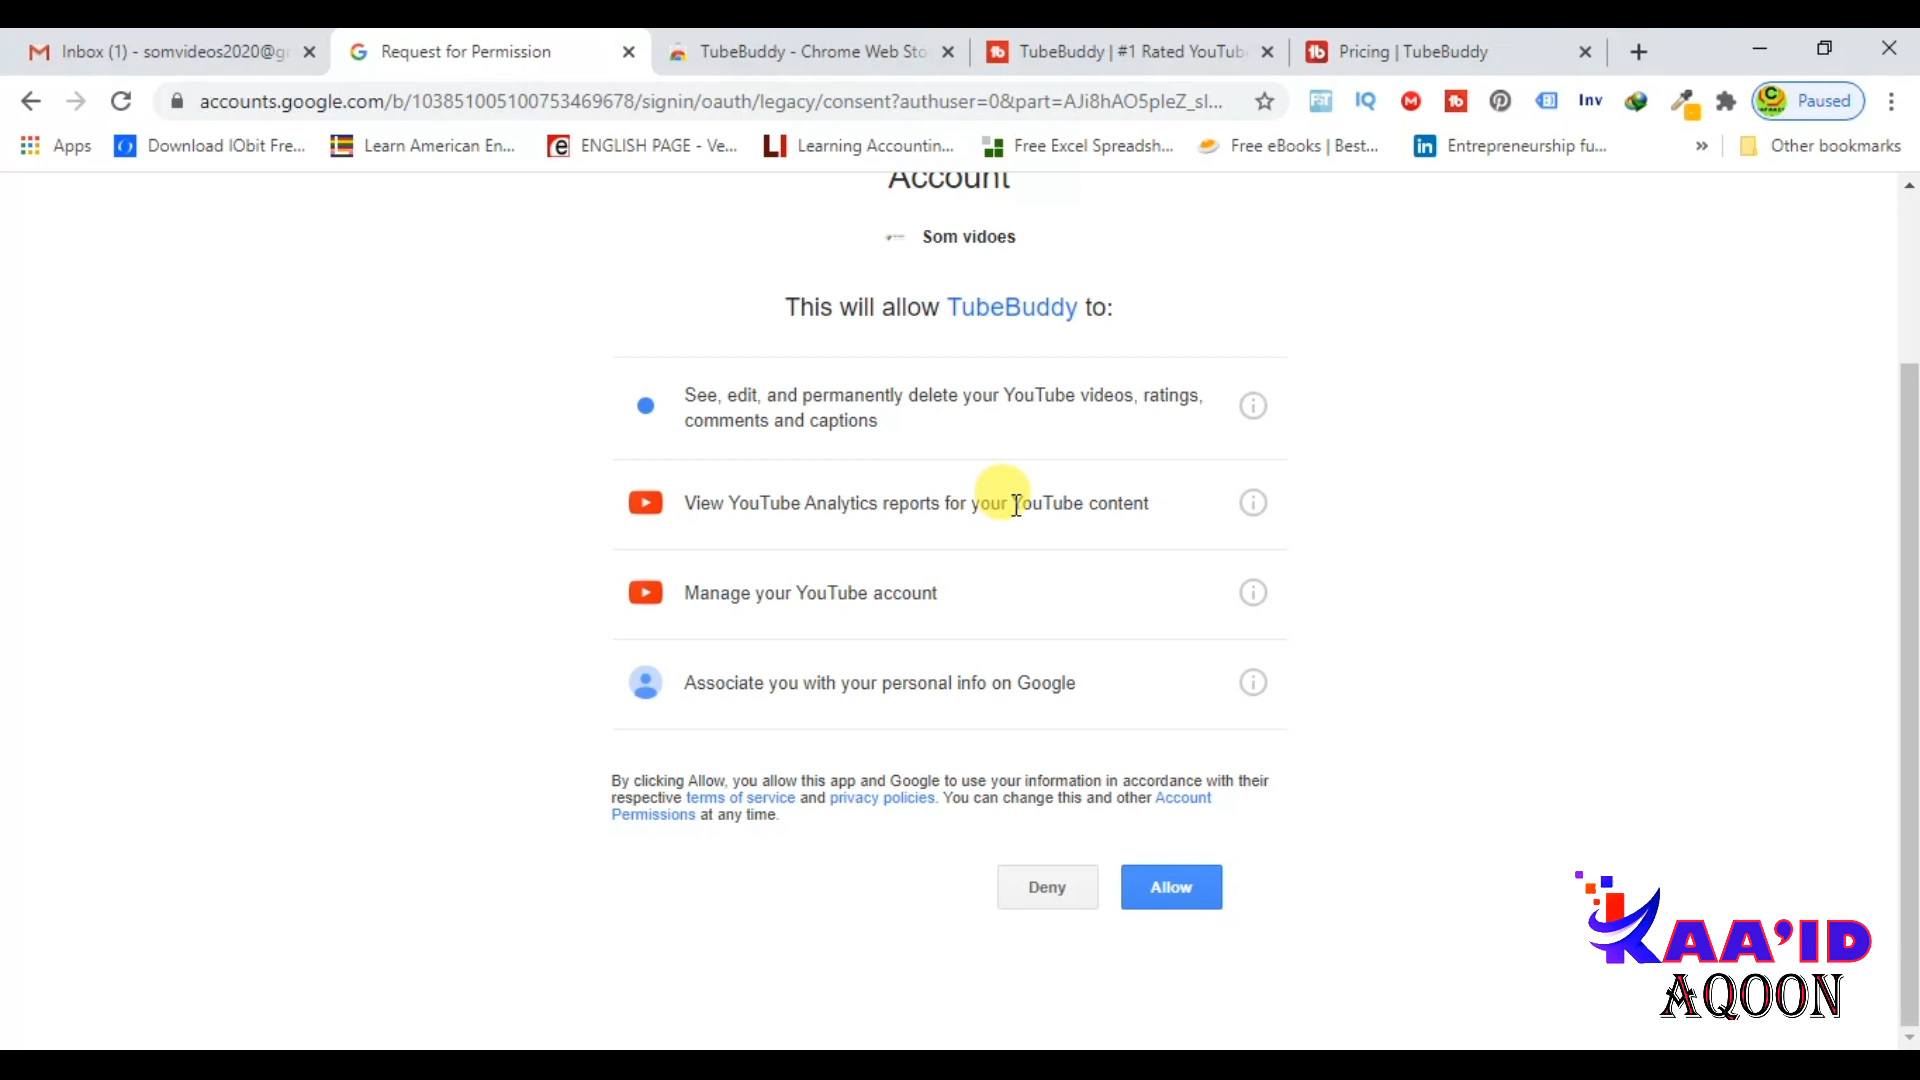 Inbox (1) - somvideos2020@g
Request for Permission
TubeBuddy - Chrome Web Sto
TubeBuddy | #1 Rated YouTub
Pricing | TubeBuddy
accounts.google.com/b/103851005100753469678/signin/oauth/legacy/consent?authuser=0&part=AJi8hAO5pleZ_sI...
IQ
Inv
Paused
Apps
Download IObit Fre...
Learn American En...
ENGLISH PAGE - Ve...
Learning Accountin...
Free Excel Spreadsh...
Free eBooks | Best...
Entrepreneurship fu...
»
Other bookmarks
Account
Som vidoes
This will allow TubeBuddy to:
See, edit, and permanently delete your YouTube videos, ratings,
comments and captions
View YouTube Analytics reports for your YouTube content
Manage your YouTube account
Associate you with your personal info on Google
By clicking Allow, you allow this app and Google to use your information in accordance with their
respective terms of service and privacy policies. You can change this and other Account
Permissions at any time.
Deny
Allow
KAA'ID
AQOON